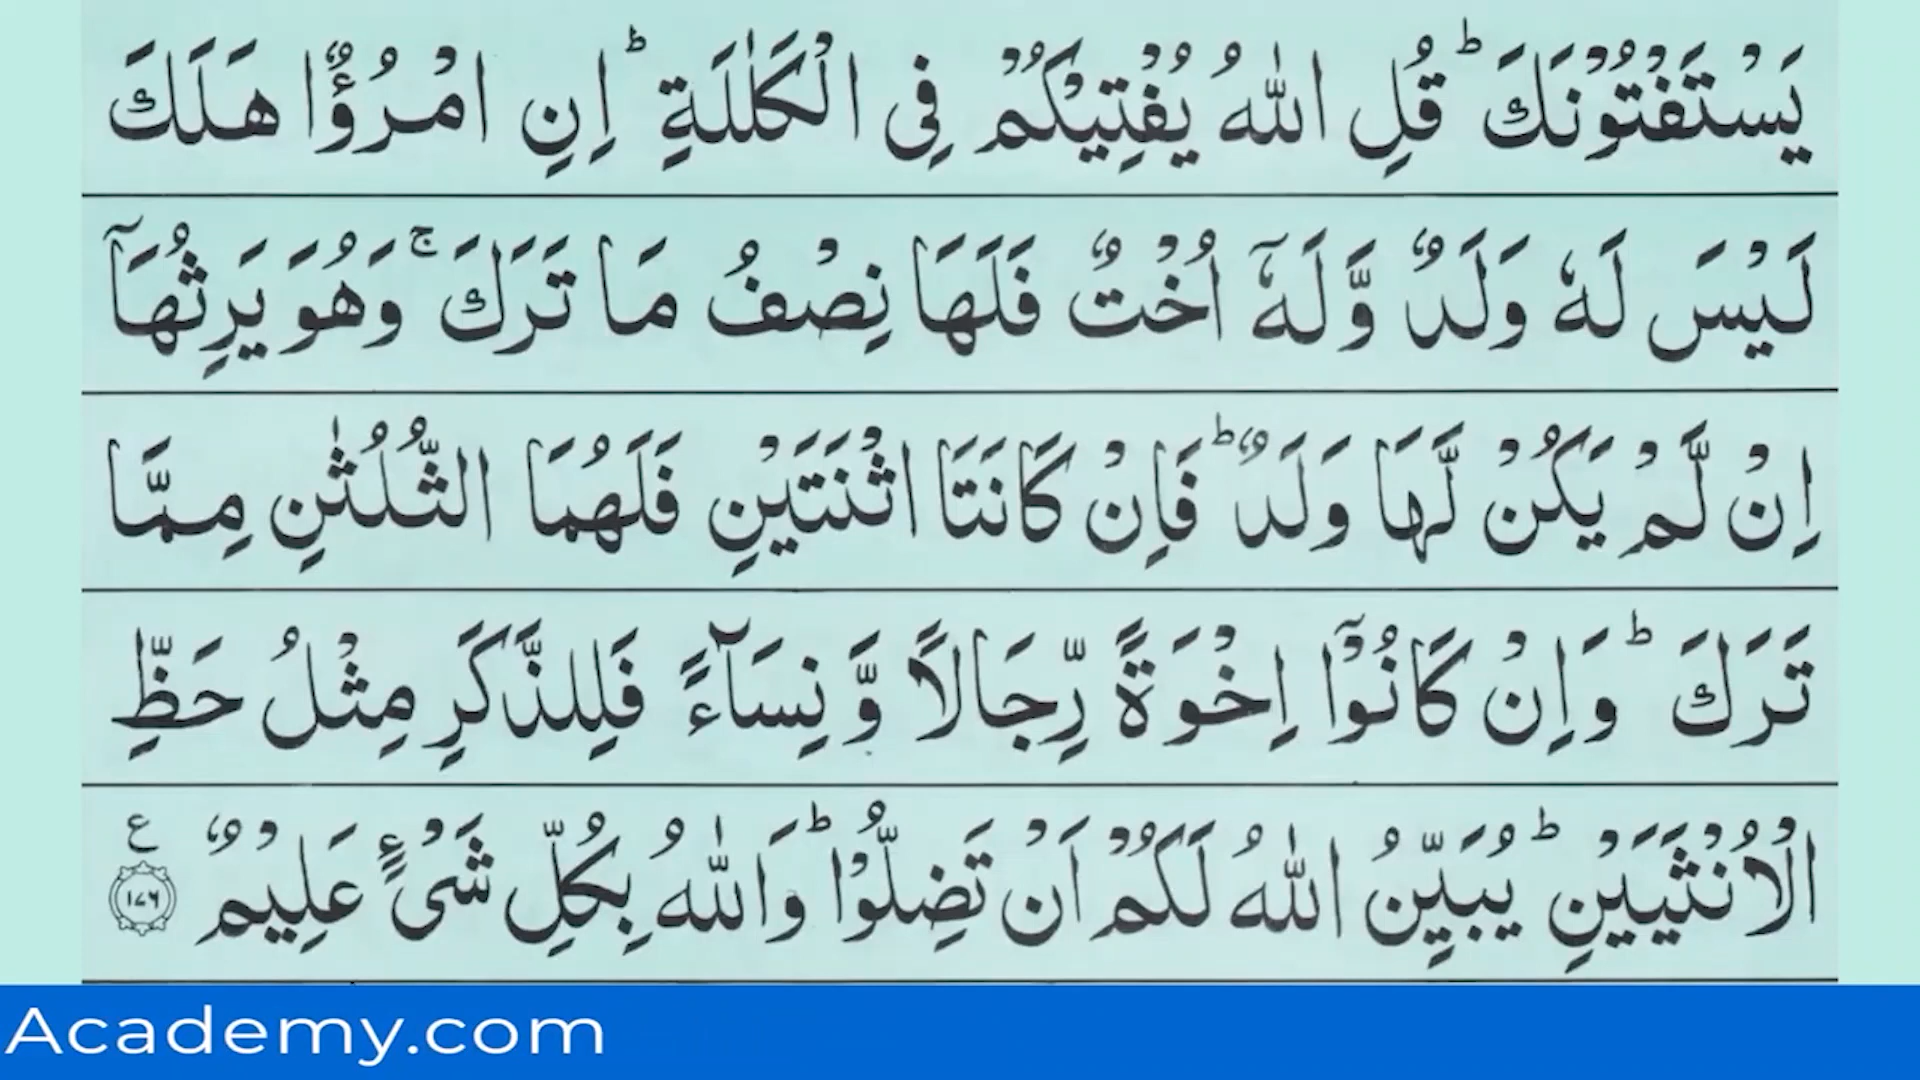 يَسْتَفْتُوْنَكَ ؕ قُلِ اللّٰهُ يُفْتِيْكُمْ فِى الْكَلٰلَةِ ؕ اِنِ امْرُؤٌا هَلَكَ
لَيْسَ لَهٗ وَلَدٌ وَّلَهٗۤ اُخْتٌ فَلَهَا نِصْفُ مَا تَرَكَ ۚ وَهُوَ يَرِثُهَاۤ
اِنْ لَّمْ يَكُنْ لَّهَا وَلَدٌ ؕ فَاِنْ كَانَتَا اثْنَتَيْنِ فَلَهُمَا الثُّلُثٰنِ مِمَّا
تَرَكَ ؕ وَاِنْ كَانُوْۤا اِخْوَةً رِّجَالًا وَّنِسَآءً فَلِلذَّكَرِ مِثْلُ حَظِّ
الْاُنْثَيَيْنِ ؕ يُبَيِّنُ اللّٰهُ لَكُمْ اَنْ تَضِلُّوْا ؕ وَاللّٰهُ بِكُلِّ شَىْءٍ عَلِيْمٌ ١٧٦ ع
Academy.com